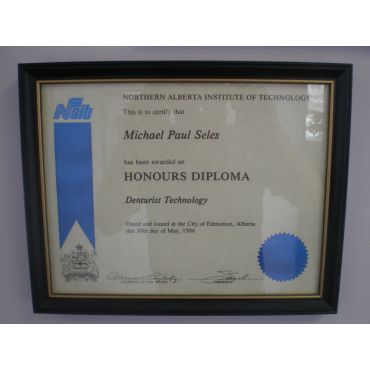 Nait
NORTHERN ALBERTA INSTITUTE OF TECHNOLOGY
This is to certify that
Michael Paul Seles
has been awarded an
HONOURS DIPLOMA
Denturist Technology
Dated and issued at the City of Edmonton, Alberta
this 30th day of May, 1986